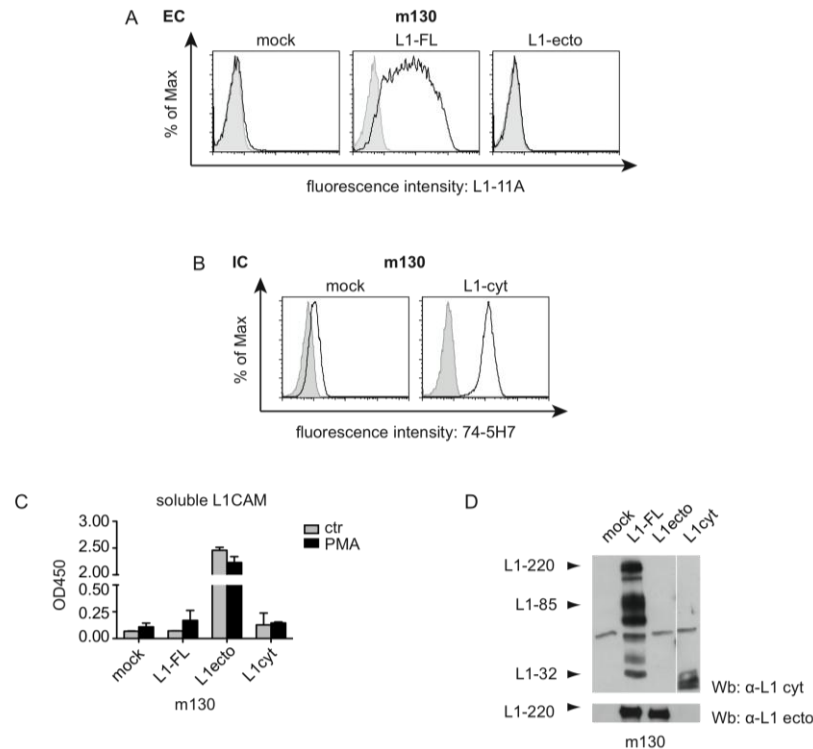 A EC m130
mock L1-FL L1-ecto
% of Max
fluorescence intensity: L1-11A
B IC m130
mock L1-cyt
% of Max
fluorescence intensity: 74-5H7
C
soluble L1CAM
ctr
PMA
OD450
3.00
2.50
2.00
0.50
0.25
0.00
mock L1-FL L1ecto L1cyt
m130
D
mock L1-FL L1ecto L1cyt
L1-220
L1-85
L1-32
Wb: α-L1 cyt
L1-220
Wb: α-L1 ecto
m130